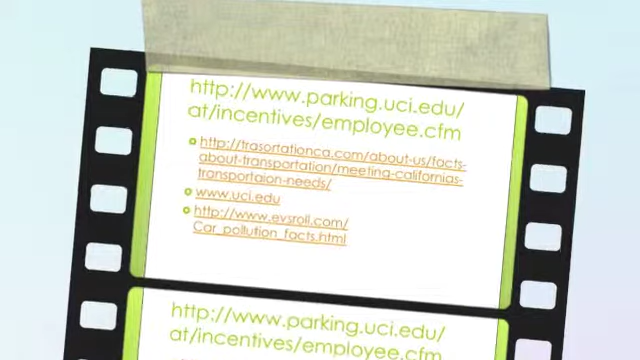 http://www.parking.uci.edu/
at/incentives/employee.cfm
http://trasortationca.com/about-us/facts-
about-transportation/meeting-californias-
transportaion-needs/
www.uci.edu
http://www.evsroll.com/
Car_pollution_facts.html
http://www.parking.uci.edu/
at/incentives/employee.cfm